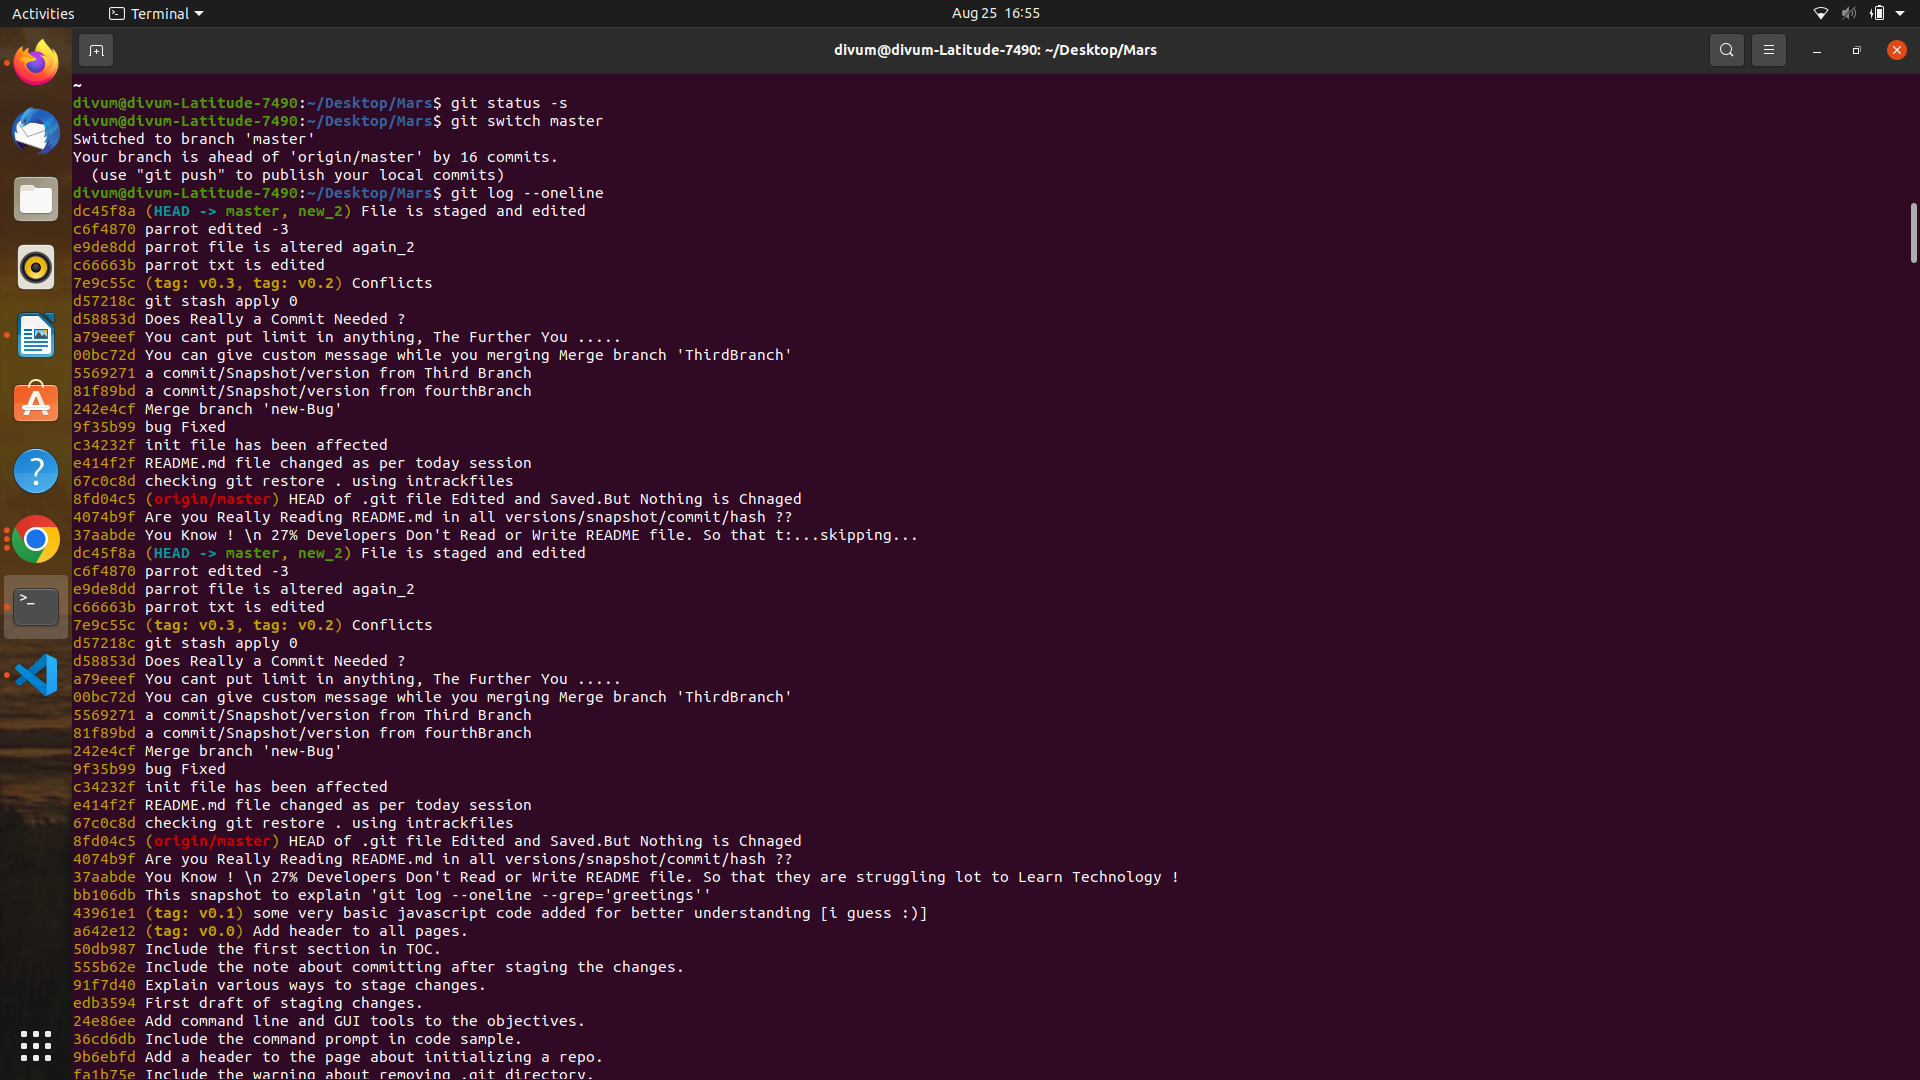 Activities
Terminal
Aug 25 16:55
divum@divum-Latitude-7490: ~/Desktop/Mars
~
divum@divum-Latitude-7490:~/Desktop/Mars$ git status -s
divum@divum-Latitude-7490:~/Desktop/Mars$ git switch master
Switched to branch 'master'
Your branch is ahead of 'origin/master' by 16 commits.
  (use "git push" to publish your local commits)
divum@divum-Latitude-7490:~/Desktop/Mars$ git log --oneline
dc45f8a (HEAD -> master, new_2) File is staged and edited
c6f4870 parrot edited -3
e9de8dd parrot file is altered again_2
c66663b parrot txt is edited
7e9c55c (tag: v0.3, tag: v0.2) Conflicts
d57218c git stash apply 0
d58853d Does Really a Commit Needed ?
a79eeef You cant put limit in anything, The Further You .....
00bc72d You can give custom message while you merging Merge branch 'ThirdBranch'
5569271 a commit/Snapshot/version from Third Branch
81f89bd a commit/Snapshot/version from fourthBranch
242e4cf Merge branch 'new-Bug'
9f35b99 bug Fixed
c34232f init file has been affected
e414f2f README.md file changed as per today session
67c0c8d checking git restore . using intrackfiles
8fd04c5 (origin/master) HEAD of .git file Edited and Saved.But Nothing is Chnaged
4074b9f Are you Really Reading README.md in all versions/snapshot/commit/hash ??
37aabde You Know ! \n 27% Developers Don't Read or Write README file. So that t:...skipping...
dc45f8a (HEAD -> master, new_2) File is staged and edited
c6f4870 parrot edited -3
e9de8dd parrot file is altered again_2
c66663b parrot txt is edited
7e9c55c (tag: v0.3, tag: v0.2) Conflicts
d57218c git stash apply 0
d58853d Does Really a Commit Needed ?
a79eeef You cant put limit in anything, The Further You .....
00bc72d You can give custom message while you merging Merge branch 'ThirdBranch'
5569271 a commit/Snapshot/version from Third Branch
81f89bd a commit/Snapshot/version from fourthBranch
242e4cf Merge branch 'new-Bug'
9f35b99 bug Fixed
c34232f init file has been affected
e414f2f README.md file changed as per today session
67c0c8d checking git restore . using intrackfiles
8fd04c5 (origin/master) HEAD of .git file Edited and Saved.But Nothing is Chnaged
4074b9f Are you Really Reading README.md in all versions/snapshot/commit/hash ??
37aabde You Know ! \n 27% Developers Don't Read or Write README file. So that they are struggling lot to Learn Technology !
bb106db This snapshot to explain 'git log --oneline --grep='greetings''
43961e1 (tag: v0.1) some very basic javascript code added for better understanding [i guess :)]
a642e12 (tag: v0.0) Add header to all pages.
50db987 Include the first section in TOC.
555b62e Include the note about committing after staging the changes.
91f7d40 Explain various ways to stage changes.
edb3594 First draft of staging changes.
24e86ee Add command line and GUI tools to the objectives.
36cd6db Include the command prompt in code sample.
9b6ebfd Add a header to the page about initializing a repo.
fa1b75e Include the warning about removing .git directory.